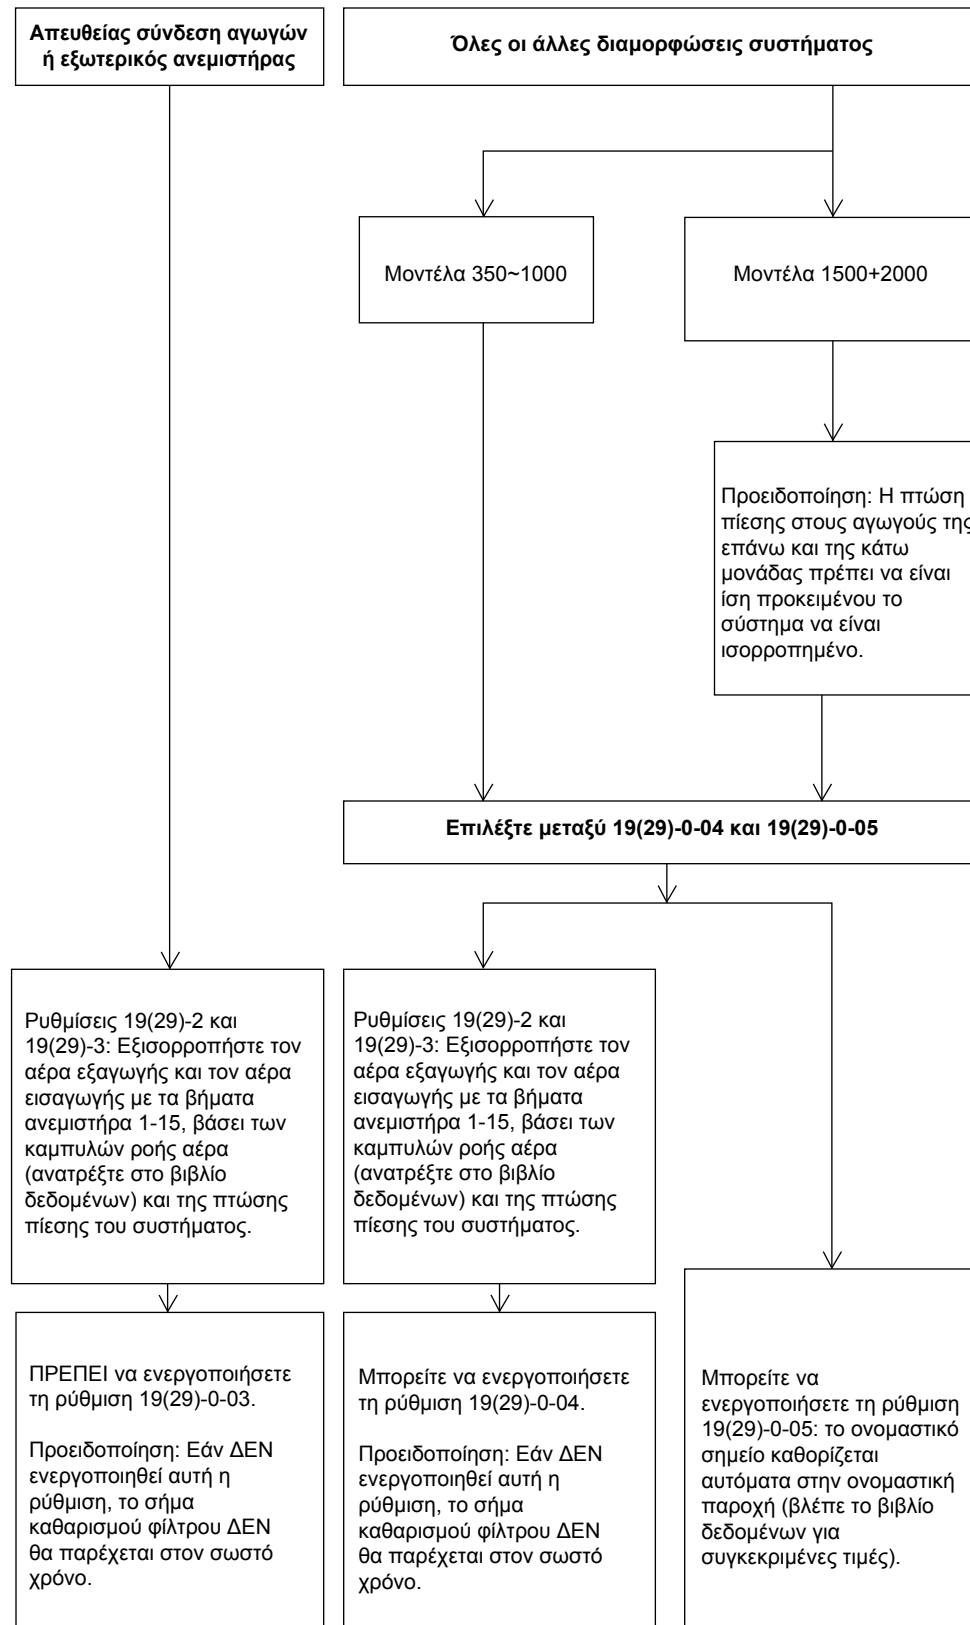 Απευθείας σύνδεση αγωγών
ή εξωτερικός ανεμιστήρας
Όλες οι άλλες διαμορφώσεις συστήματος
Μοντέλα 350~1000
Μοντέλα 1500+2000
Προειδοποίηση: Η πτώση
πίεσης στους αγωγούς της
επάνω και της κάτω
μονάδας πρέπει να είναι
ίση προκειμένου το
σύστημα να είναι
ισορροπημένο.
Επιλέξτε μεταξύ 19(29)-0-04 και 19(29)-0-05
Ρυθμίσεις 19(29)-2 και
19(29)-3: Εξισορροπήστε τον
αέρα εξαγωγής και τον αέρα
εισαγωγής με τα βήματα
ανεμιστήρα 1-15, βάσει των
καμπυλών ροής αέρα
(ανατρέξτε στο βιβλίο
δεδομένων) και της πτώσης
πίεσης του συστήματος.
Ρυθμίσεις 19(29)-2 και
19(29)-3: Εξισορροπήστε τον
αέρα εξαγωγής και τον αέρα
εισαγωγής με τα βήματα
ανεμιστήρα 1-15, βάσει των
καμπυλών ροής αέρα
(ανατρέξτε στο βιβλίο
δεδομένων) και της πτώσης
πίεσης του συστήματος.
ΠΡΕΠΕΙ να ενεργοποιήσετε
τη ρύθμιση 19(29)-0-03.
Προειδοποίηση: Εάν ΔΕΝ
ενεργοποιηθεί αυτή η
ρύθμιση, το σήμα
καθαρισμού φίλτρου ΔΕΝ
θα παρέχεται στον σωστό
χρόνο.
Μπορείτε να ενεργοποιήσετε
τη ρύθμιση 19(29)-0-04.
Προειδοποίηση: Εάν ΔΕΝ
ενεργοποιηθεί αυτή η
ρύθμιση, το σήμα
καθαρισμού φίλτρου ΔΕΝ
θα παρέχεται στον σωστό
χρόνο.
Μπορείτε να
ενεργοποιήσετε τη ρύθμιση
19(29)-0-05: το ονομαστικό
σημείο καθορίζεται
αυτόματα στην ονομαστική
παροχή (βλέπε το βιβλίο
δεδομένων για
συγκεκριμένες τιμές).